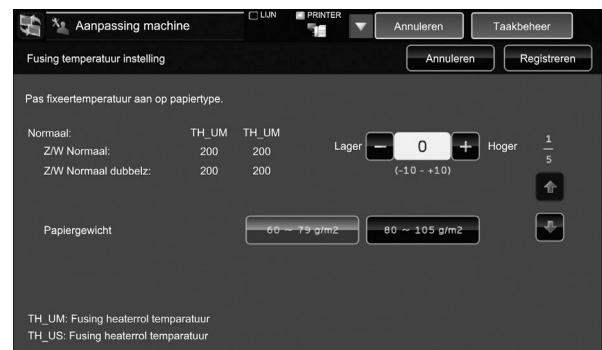 Aanpassing machine LIJN PRINTER Annuleren Taakbeheer
Fusing temperatuur instelling Annuleren Registreren
Pas fixeertemperatuur aan op papiertype.
Normaal: TH_UM TH_UM
Z/W Normaal: 200 200
Z/W Normaal dubbelz: 200 200
Lager − 0 + Hoger
(-10 - +10)
1
5
Papiergewicht 60 ~ 79 g/m2 80 ~ 105 g/m2
TH_UM: Fusing heaterrol temparatuur
TH_US: Fusing heaterrol temparatuur